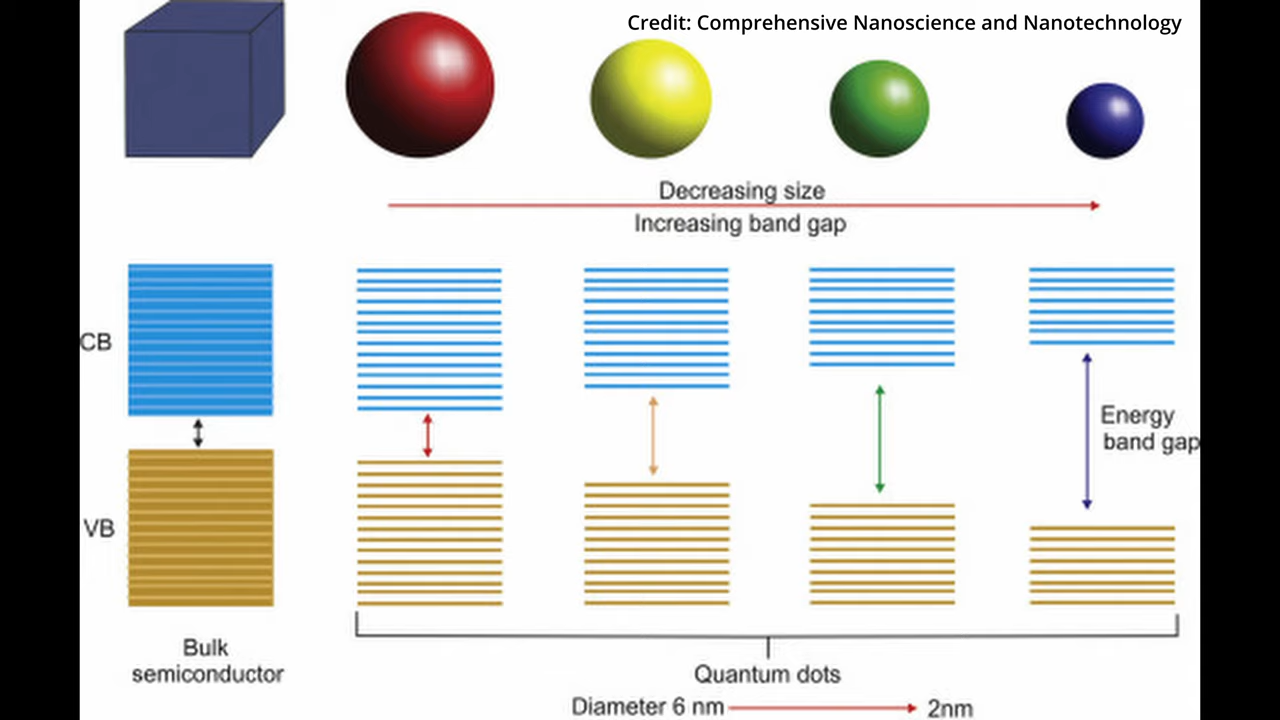 Credit: Comprehensive Nanoscience and Nanotechnology
Decreasing size
Increasing band gap
CB
Energy
band gap
VB
Bulk
semiconductor
Quantum dots
Diameter 6 nm 2nm